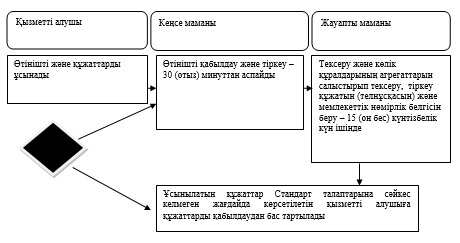 Қызметті алушы
Кеңсе маманы
Жауапты маманы
Өтінішті және құжаттарды
ұсынады
Өтінішті қабылдау және тіркеу –
30 (отыз) минуттан аспайды
Тексеру және көлік
құралдарының агрегаттарын
салыстырып тексеру, тіркеу
құжатын (телнұсқасын) және
мемлекеттік нөмірлік белгісін
беру – 15 (он бес) күнтізбелік
күн ішінде
Ұсынылатын құжаттар Стандарт талаптарына сәйкес
келмеген жағдайда көрсетілетін қызметті алушыға
құжаттарды қабылдаудан бас тартылады